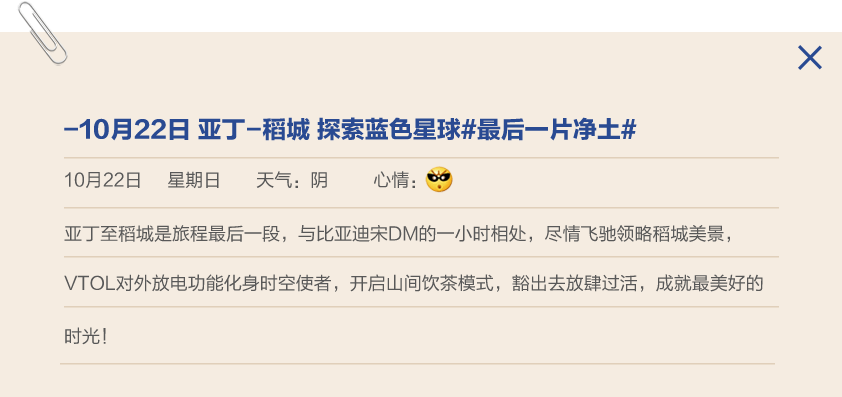 -10月22日 亚丁-稻城 探索蓝色星球#最后一片净土#
10月22日 星期日 天气：阴 心情：
亚丁至稻城是旅程最后一段，与比亚迪宋DM的一小时相处，尽情飞驰领略稻城美景，
VTOL对外放电功能化身时空使者，开启山间饮茶模式，豁出去放肆过活，成就最美好的
时光！